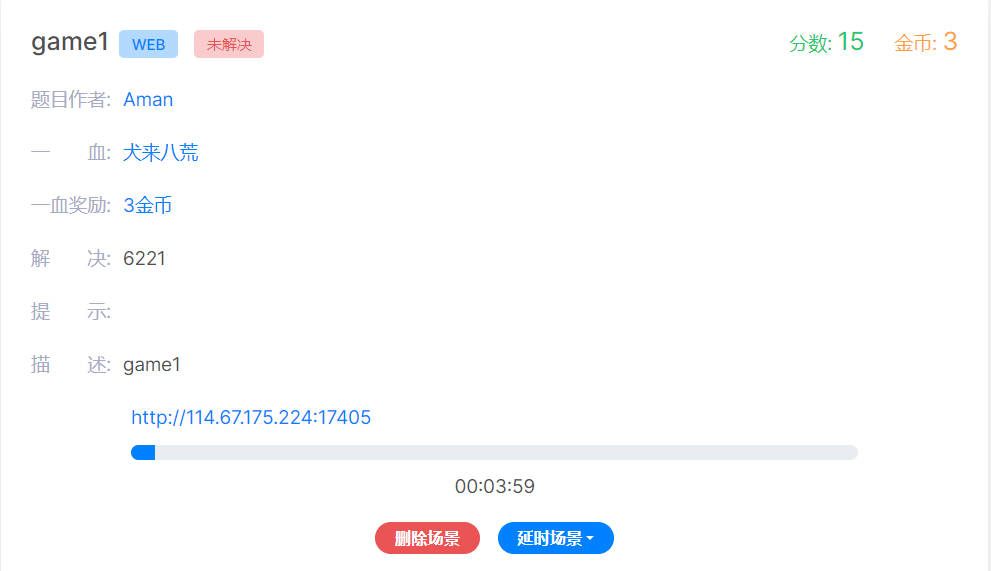 game1 WEB 未解决 分数: 15 金币: 3
题目作者: Aman
一 血: 犬来八荒
一血奖励: 3金币
解 决: 6221
提 示:
描 述: game1
http://114.67.175.224:17405
00:03:59
删除场景 延时场景